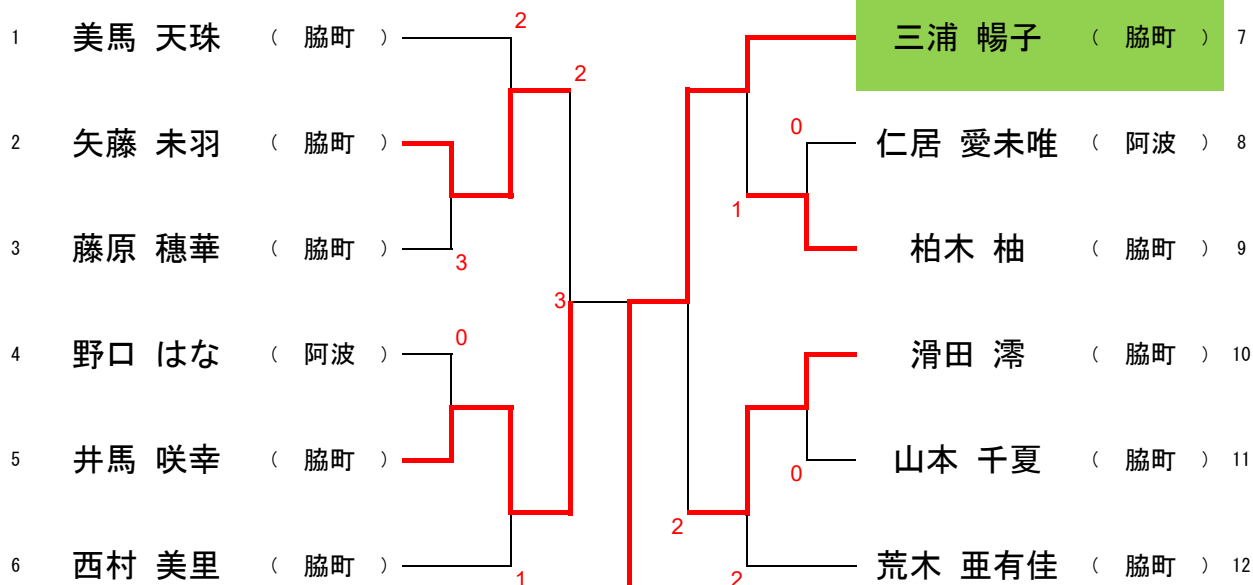 2
1 美馬 天珠 ( 脇町 )
三浦 暢子 ( 脇町 ) 7
2
0
2 矢藤 未羽 ( 脇町 )
仁居 愛未唯 ( 阿波 ) 8
1
3 藤原 穂華 ( 脇町 )
柏木 柚 ( 脇町 ) 9
3
3
0
4 野口 はな ( 阿波 )
滑田 澪 ( 脇町 ) 10
5 井馬 咲幸 ( 脇町 )
山本 千夏 ( 脇町 ) 11
0
2
6 西村 美里 ( 脇町 )
荒木 亜有佳 ( 脇町 ) 12
1
2